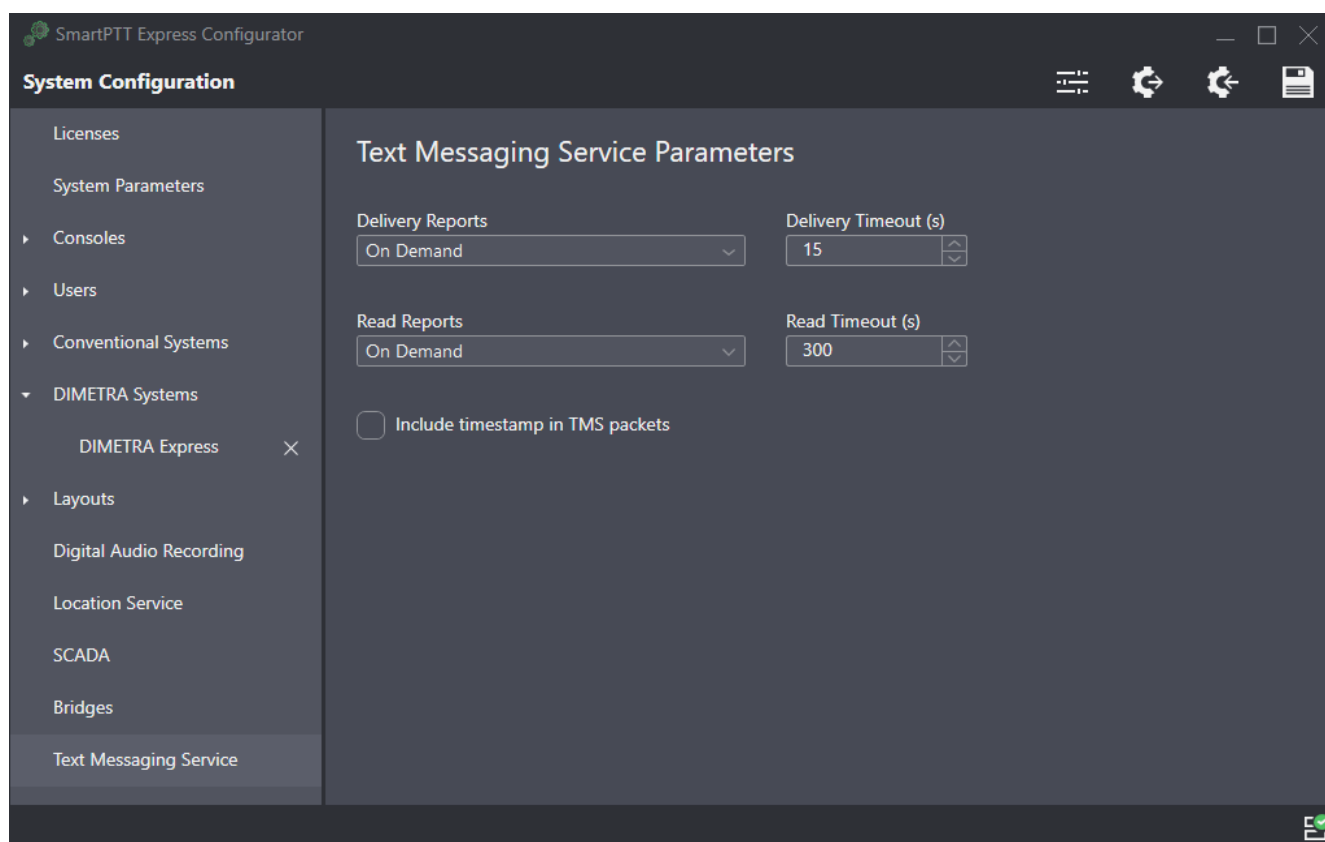 SmartPTT Express Configurator
System Configuration
Licenses
System Parameters
Consoles
Users
Conventional Systems
DIMETRA Systems
DIMETRA Express
Layouts
Digital Audio Recording
Location Service
SCADA
Bridges
Text Messaging Service
Text Messaging Service Parameters
Delivery Reports
On Demand
Delivery Timeout (s)
15
Read Reports
On Demand
Read Timeout (s)
300
Include timestamp in TMS packets